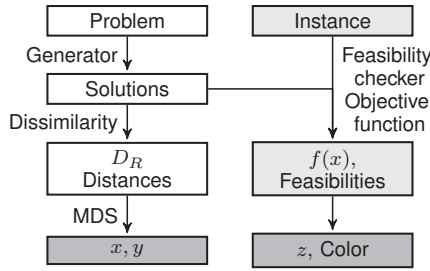 Problem
Instance
Generator
Feasibility
checker
Objective
function
Solutions
Dissimilarity
D_R
Distances
f(x),
Feasibilities
MDS
x, y
z, Color